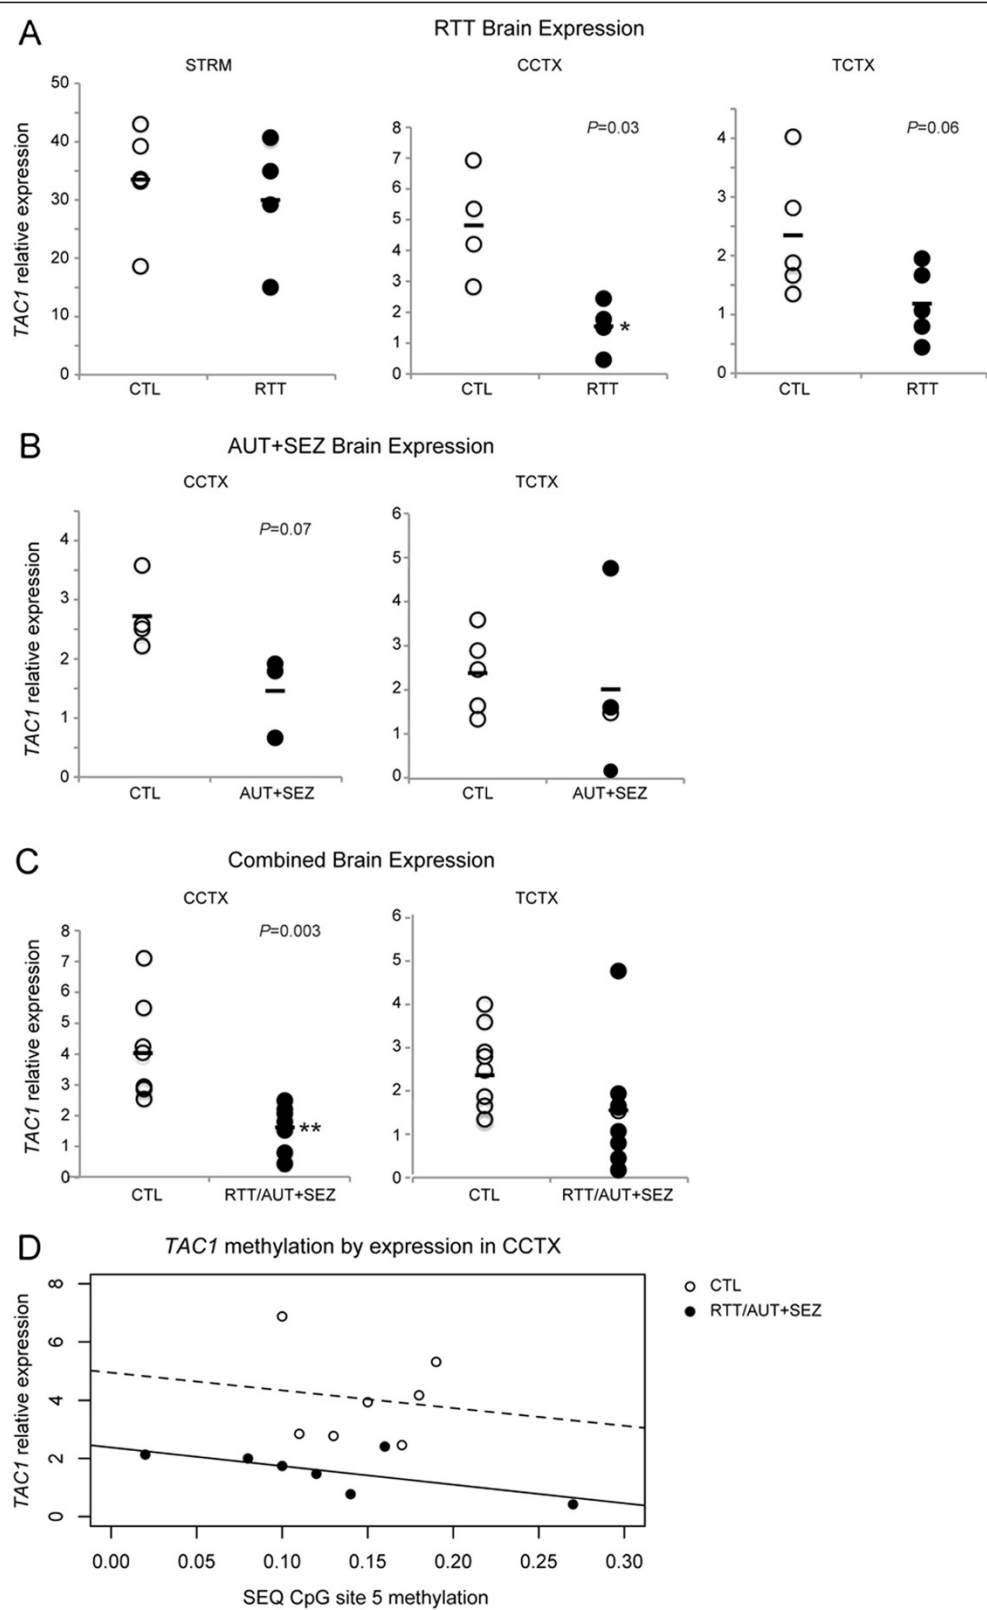 A
RTT Brain Expression
STRM
CCTX
TCTX
TAC1 relative expression
50
40
30
20
10
0
CTL
RTT
P=0.03
8
7
6
5
4
3
2
1
0
*
CTL
RTT
P=0.06
4
3
2
1
0
CTL
RTT
B
AUT+SEZ Brain Expression
CCTX
TCTX
TAC1 relative expression
P=0.07
4
3
2
1
0
CTL
AUT+SEZ
6
5
4
3
2
1
0
CTL
AUT+SEZ
C
Combined Brain Expression
CCTX
TCTX
TAC1 relative expression
P=0.003
8
7
6
5
4
3
2
1
0
**
CTL
RTT/AUT+SEZ
6
5
4
3
2
1
0
CTL
RTT/AUT+SEZ
D
TAC1 methylation by expression in CCTX
TAC1 relative expression
8
6
4
2
0
CTL
RTT/AUT+SEZ
0.00 0.05 0.10 0.15 0.20 0.25 0.30
SEQ CpG site 5 methylation